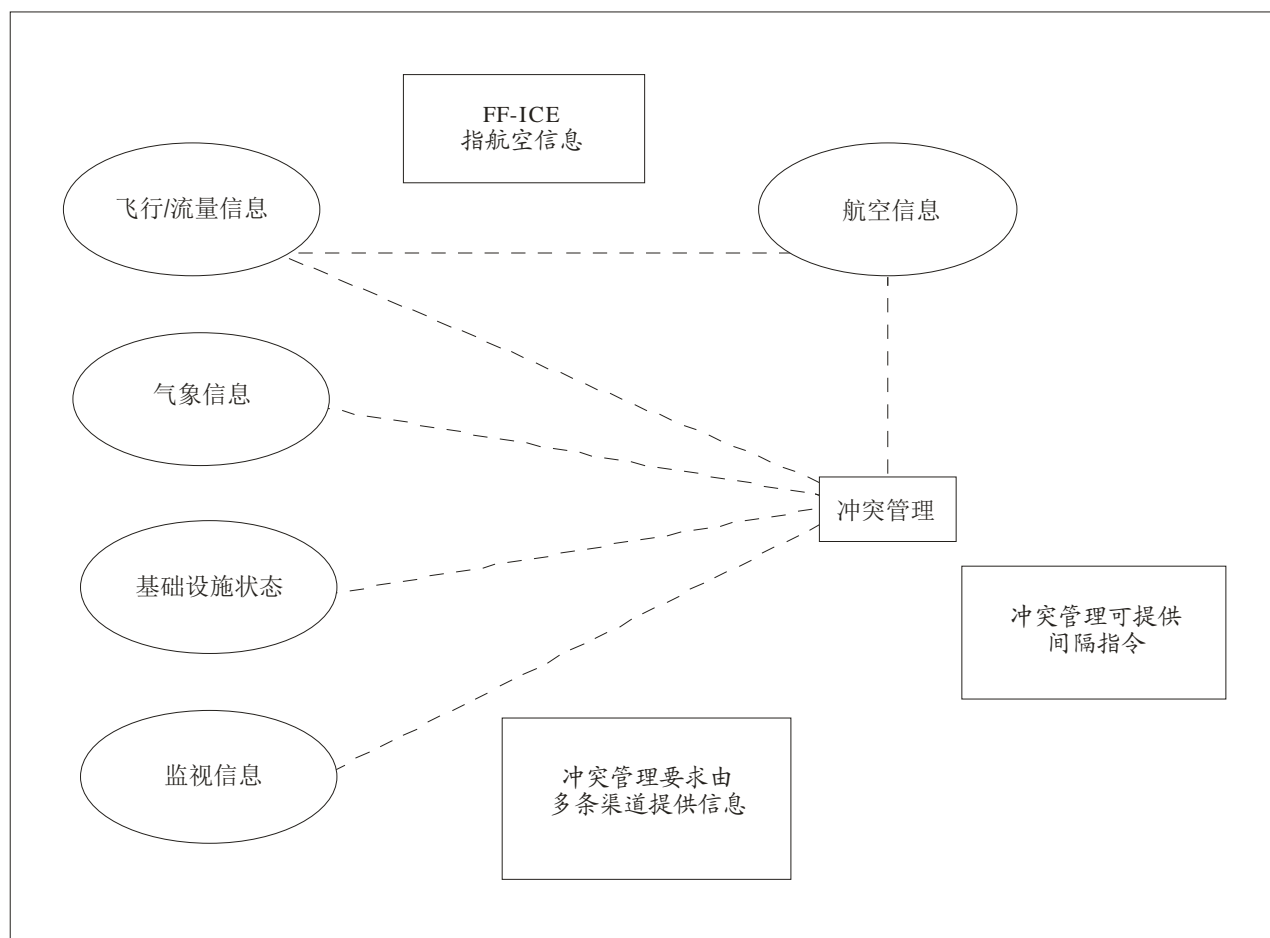 FF-ICE
指航空信息
飞行/流量信息
航空信息
气象信息
冲突管理
基础设施状态
冲突管理可提供
间隔指令
监视信息
冲突管理要求由
多条渠道提供信息